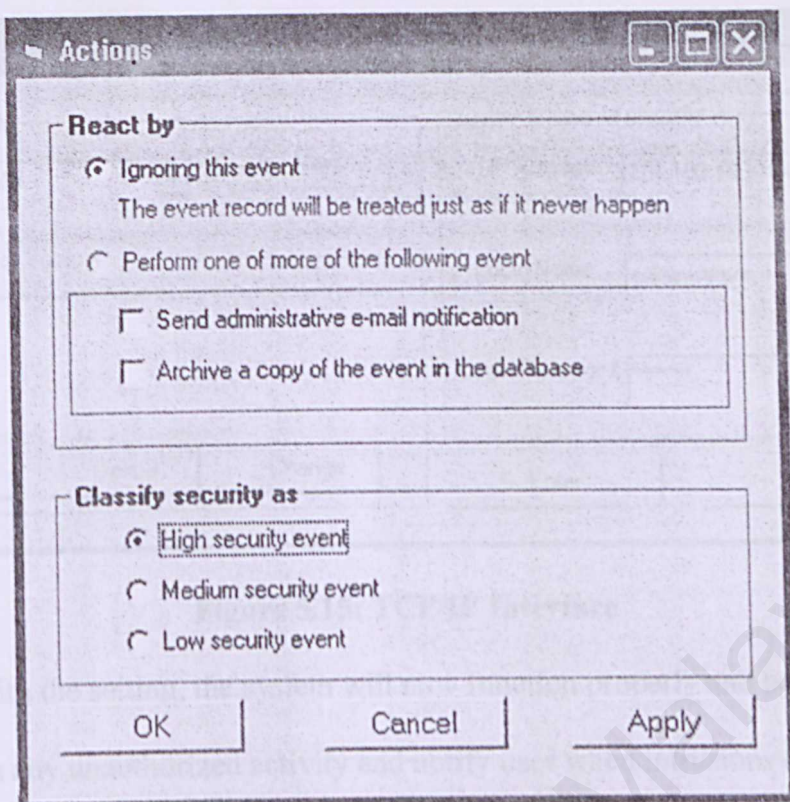 Actions
React by
Ignoring this event
The event record will be treated just as if it never happen
Perform one of more of the following event
Send administrative e-mail notification
Archive a copy of the event in the database
Classify security as
High security event
Medium security event
Low security event
OK Cancel Apply
Malay